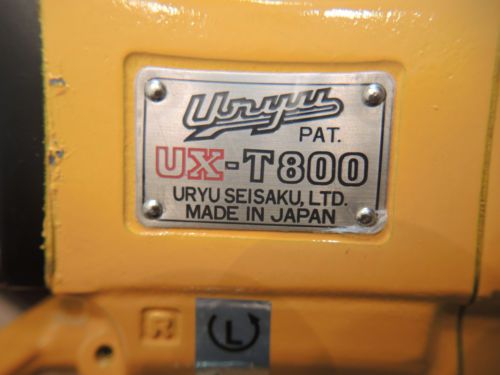 Uryu
PAT.
UX-T800
URYU SEISAKU, LTD.
MADE IN JAPAN
R L